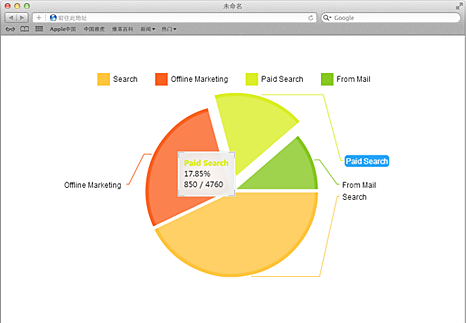 未命名
前往此地址
Google
Apple中国 中国雅虎 维基百科 新闻 热门
Search Offline Marketing Paid Search From Mail
Paid Search
17.85%
850 / 4760
Paid Search
Offline Marketing
From Mail
Search